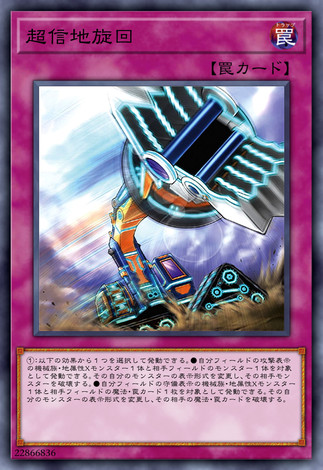 超信地旋回
トラップ
罠
【罠カード】
①：以下の効果から１つを選択して発動できる。●自分フィールドの攻撃表示
の機械族・地属性Xモンスター１体と相手フィールドのモンスター１体を対象
として発動できる。その自分のモンスターの表示形式を変更し、その相手モン
スターを破壊する。●自分フィールドの守備表示の機械族・地属性Xモンスタ
ー１体と相手フィールドの魔法・罠カード１枚を対象として発動できる。その
自分のモンスターの表示形式を変更し、その相手の魔法・罠カードを破壊する。
22866836